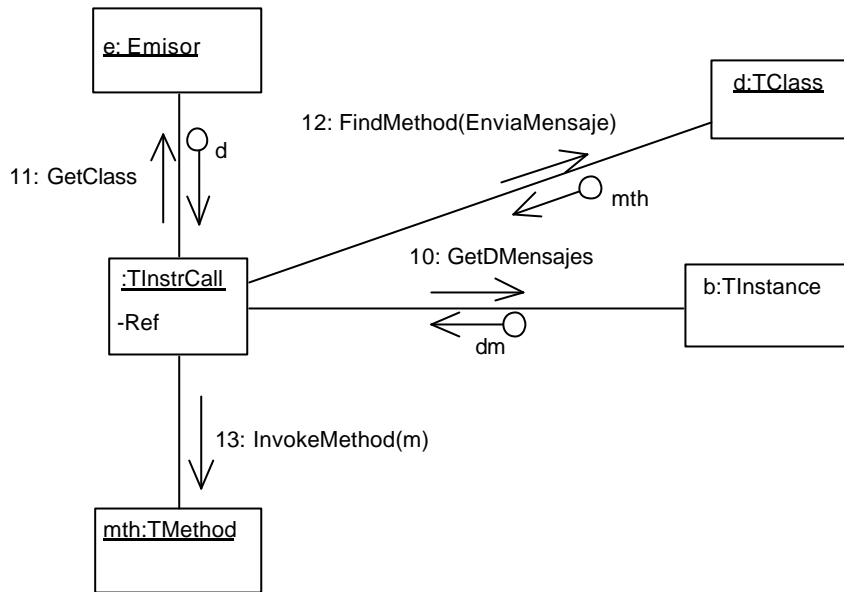 e: Emisor
d:TClass
12: FindMethod(EnviaMensaje)
d
11: GetClass
mth
:TInstrCall
-Ref
10: GetDMensajes
b:TInstance
dm
13: InvokeMethod(m)
mth:TMethod